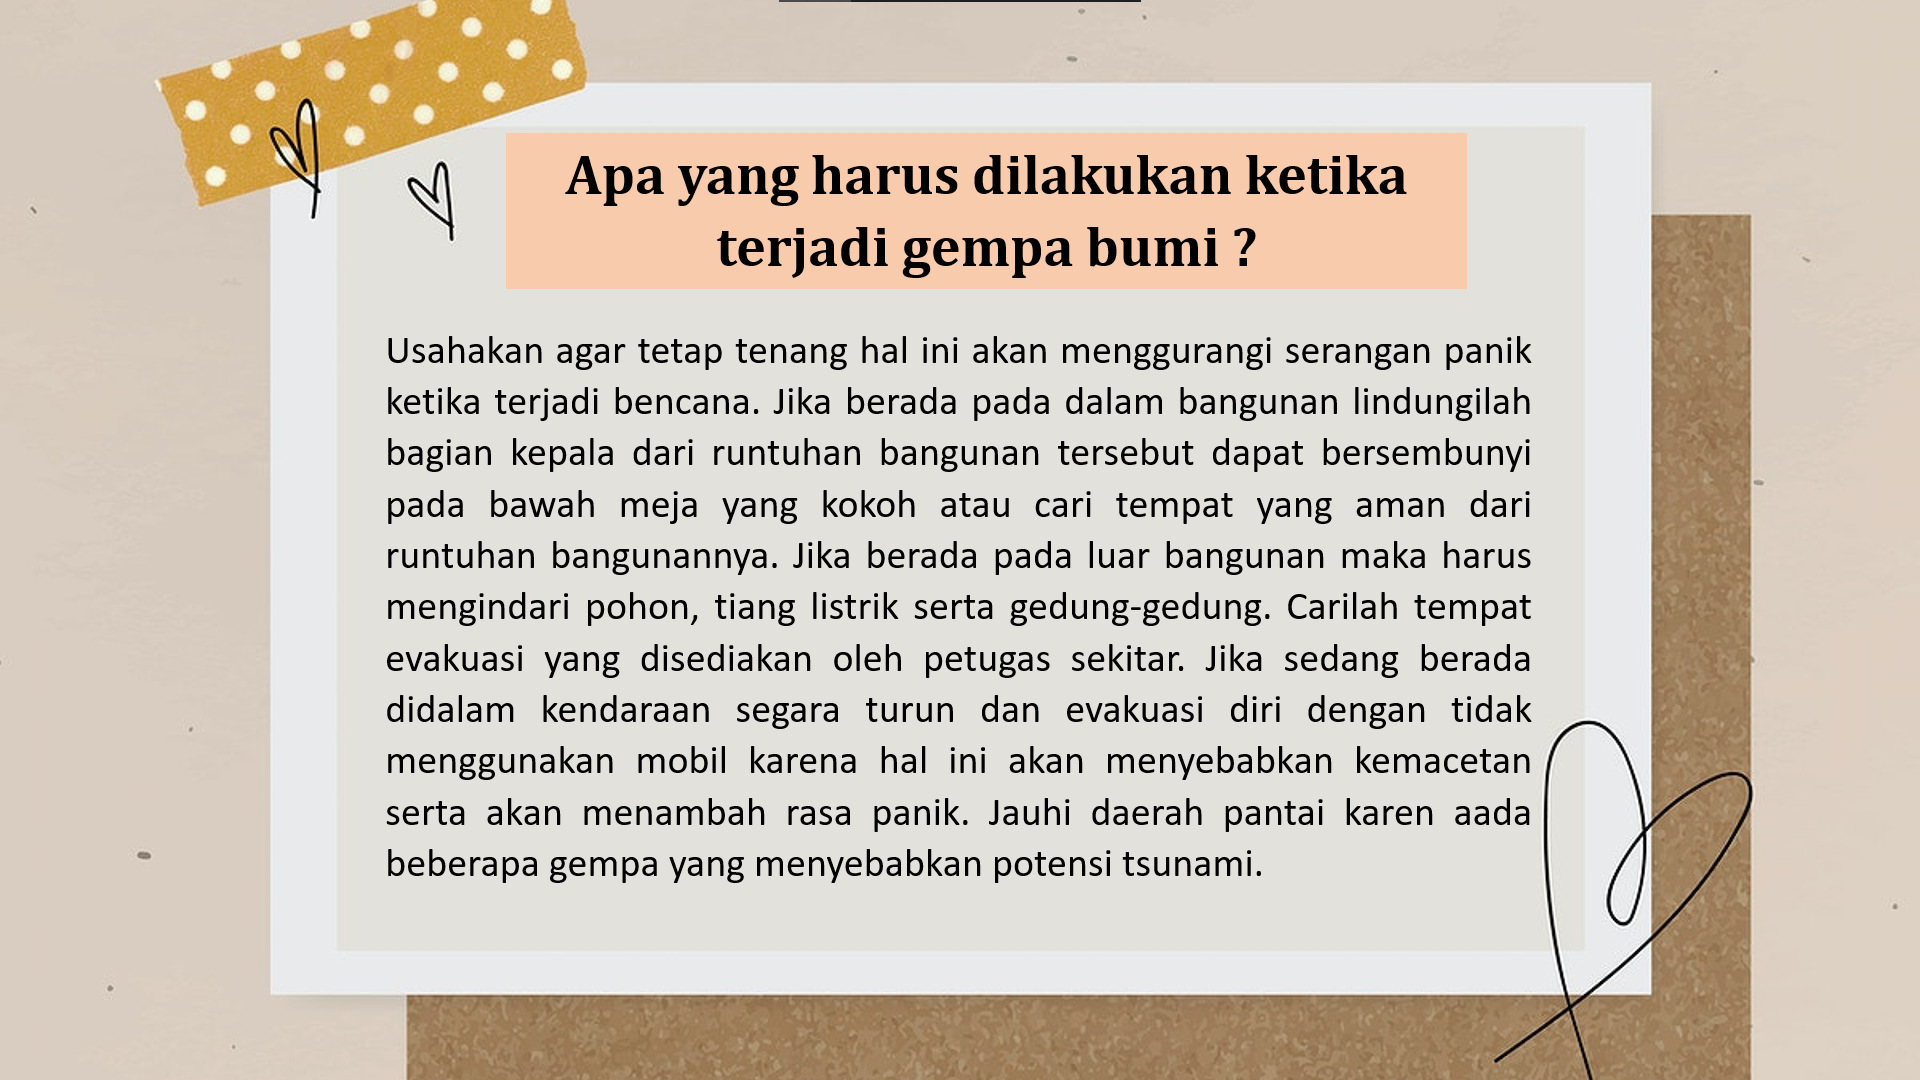 Apa yang harus dilakukan ketika
terjadi gempa bumi ?
Usahakan agar tetap tenang hal ini akan menggurangi serangan panik
ketika terjadi bencana. Jika berada pada dalam bangunan lindungilah
bagian kepala dari runtuhan bangunan tersebut dapat bersembunyi
pada bawah meja yang kokoh atau cari tempat yang aman dari
runtuhan bangunannya. Jika berada pada luar bangunan maka harus
mengindari pohon, tiang listrik serta gedung-gedung. Carilah tempat
evakuasi yang disediakan oleh petugas sekitar. Jika sedang berada
didalam kendaraan segara turun dan evakuasi diri dengan tidak
menggunakan mobil karena hal ini akan menyebabkan kemacetan
serta akan menambah rasa panik. Jauhi daerah pantai karen aada
beberapa gempa yang menyebabkan potensi tsunami.